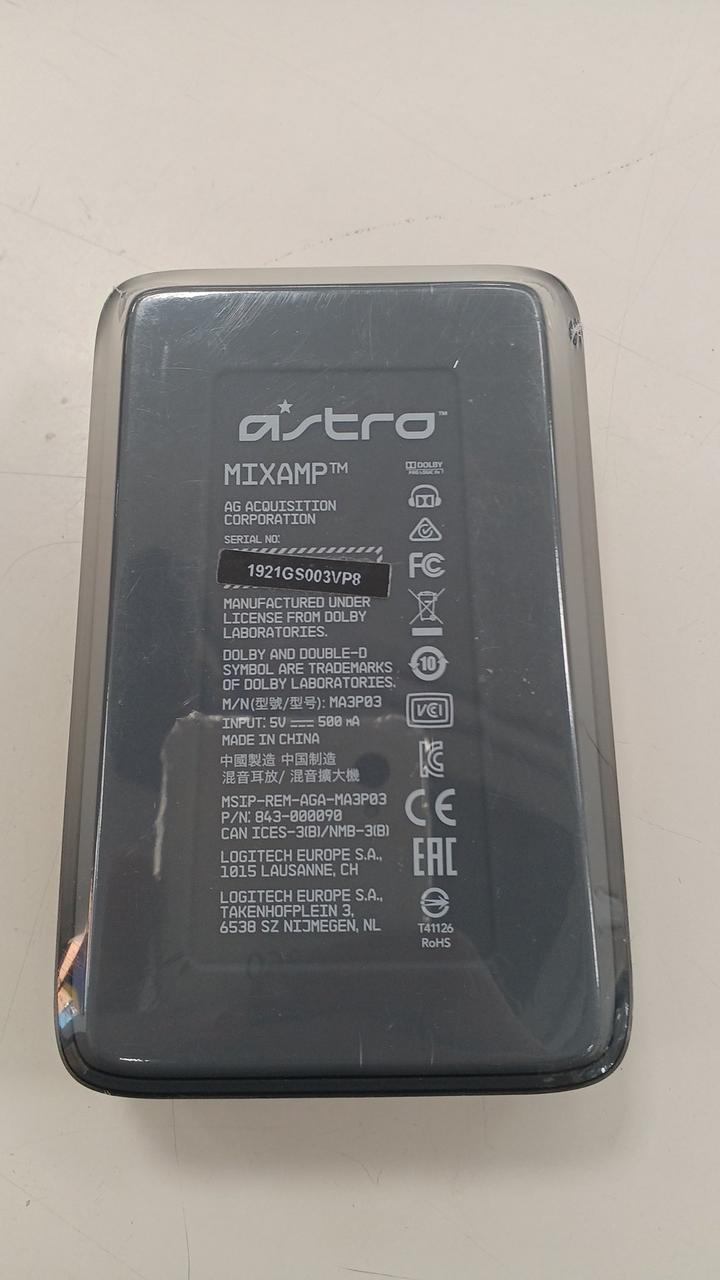 astro™
MIXAMP™
AG ACQUISITION
CORPORATION
SERIAL NO:
1921GS003VP8
MANUFACTURED UNDER
LICENSE FROM DOLBY
LABORATORIES.
DOLBY AND DOUBLE-D
SYMBOL ARE TRADEMARKS
OF DOLBY LABORATORIES.
M/N(型號/型号): MA3P03
INPUT: 5V ⎓ 500 mA
MADE IN CHINA
中國製造 中国制造
混音耳放/ 混音擴大機
MSIP-REM-AGA-MA3P03
P/N: 843-000090
CAN ICES-3(B)/NMB-3(B)
LOGITECH EUROPE S.A.,
1015 LAUSANNE, CH
LOGITECH EUROPE S.A.,
TAKENHOFPLEIN 3,
6538 SZ NIJMEGEN, NL
DOLBY
PRO LOGIC
FC
10
VCI
KC
CE
EAC
T41126
RoHS